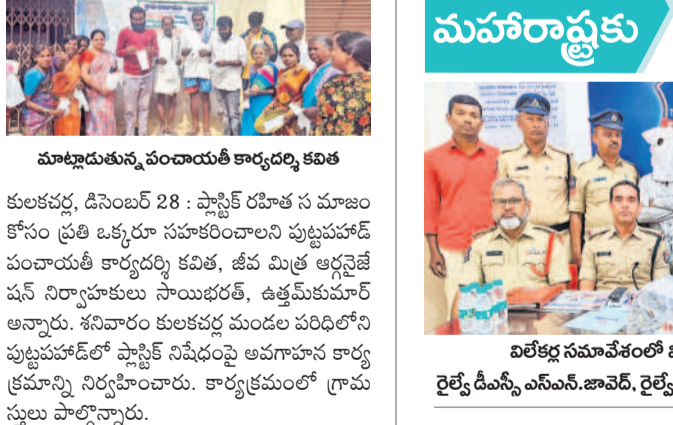 మాట్లాడుతున్న పంచాయతీ కార్యదర్శి కవిత
కులకచర్ల, డిసెంబర్ 28 : ప్లాస్టిక్ రహిత స మాజం
కోసం ప్రతి ఒక్కరూ సహకరించాలని పుట్టపహాడ్
పంచాయతీ కార్యదర్శి కవిత, జీవ మిత్ర ఆర్గనైజే
షన్ నిర్వాహకులు సాయిభరత్, ఉత్తమ్‌కుమార్
అన్నారు. శనివారం కులకచర్ల మండల పరిధిలోని
పుట్టపహాడ్‌లో ప్లాస్టిక్ నిషేధంపై అవగాహన కార్య
క్రమాన్ని నిర్వహించారు. కార్యక్రమంలో గ్రామ
స్తులు పాల్గొన్నారు.
మహారాష్ట్రకు
విలేకర్ల సమావేశంలో
రైల్వే డీఎస్పీ ఎస్ఎన్.జావెద్, రైల్వే